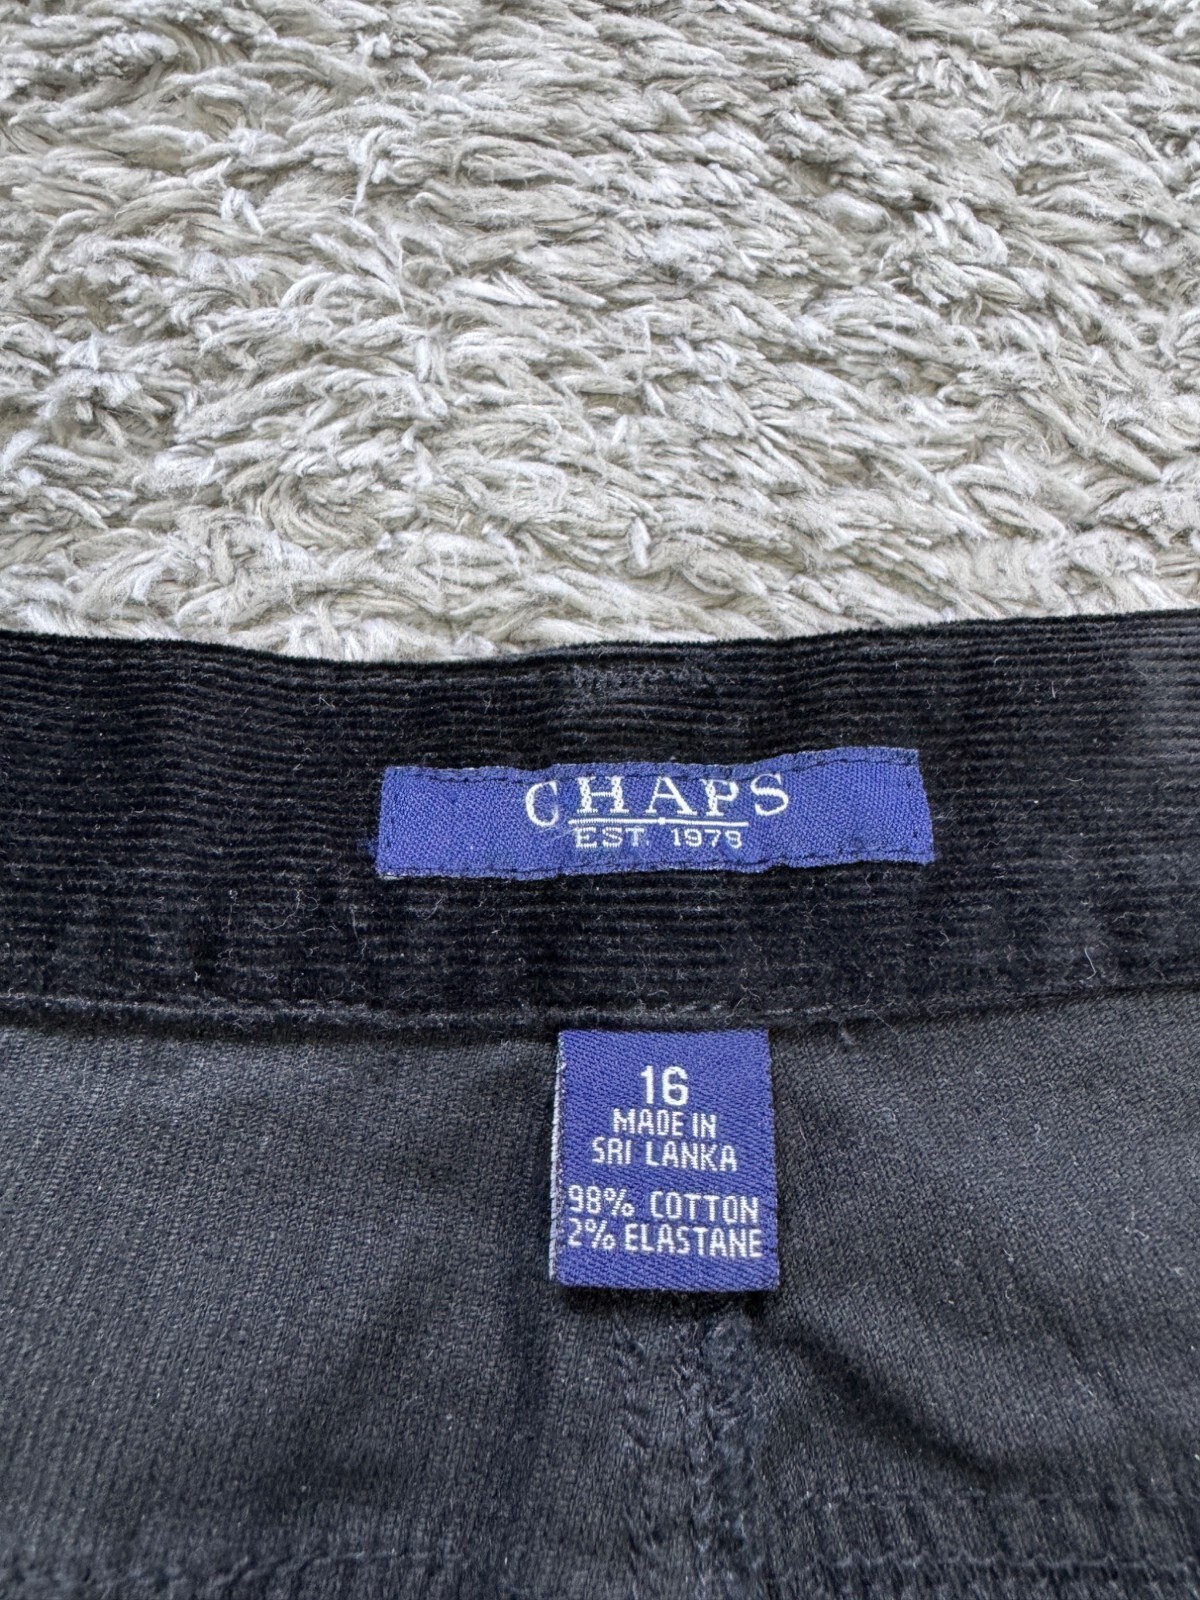 CHAPS
EST. 1978
16
MADE IN
SRI LANKA
98% COTTON
2% ELASTANE